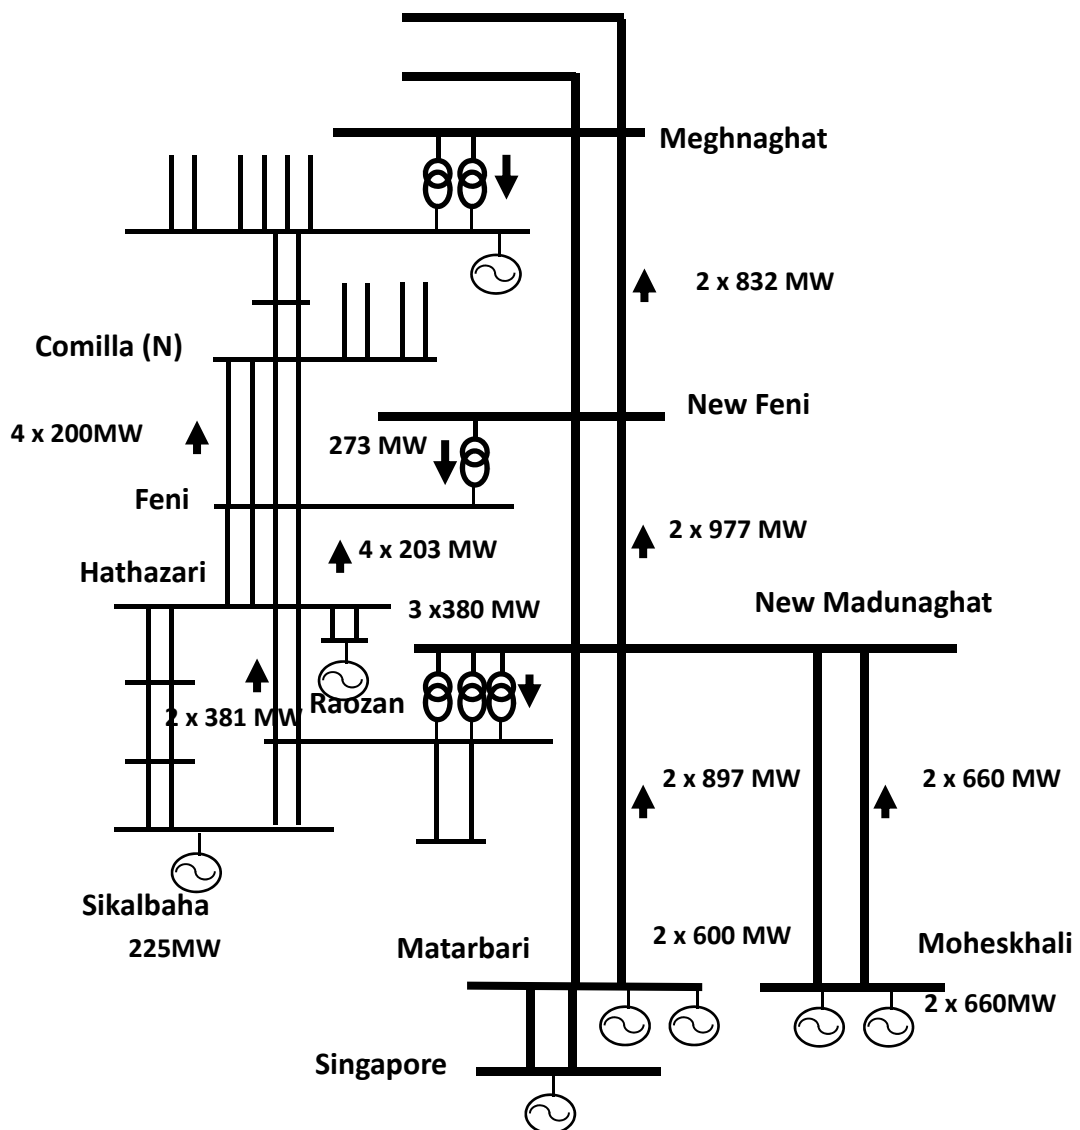 Meghnaghat
2 x 832 MW
Comilla (N)
New Feni
4 x 200MW
273 MW
Feni
2 x 977 MW
4 x 203 MW
Hathazari
New Madunaghat
3 x380 MW
Raozan
2 x 381 MW
2 x 897 MW
2 x 660 MW
Sikalbaha
225MW
Matarbari
2 x 600 MW
Moheskhali
2 x 660MW
Singapore